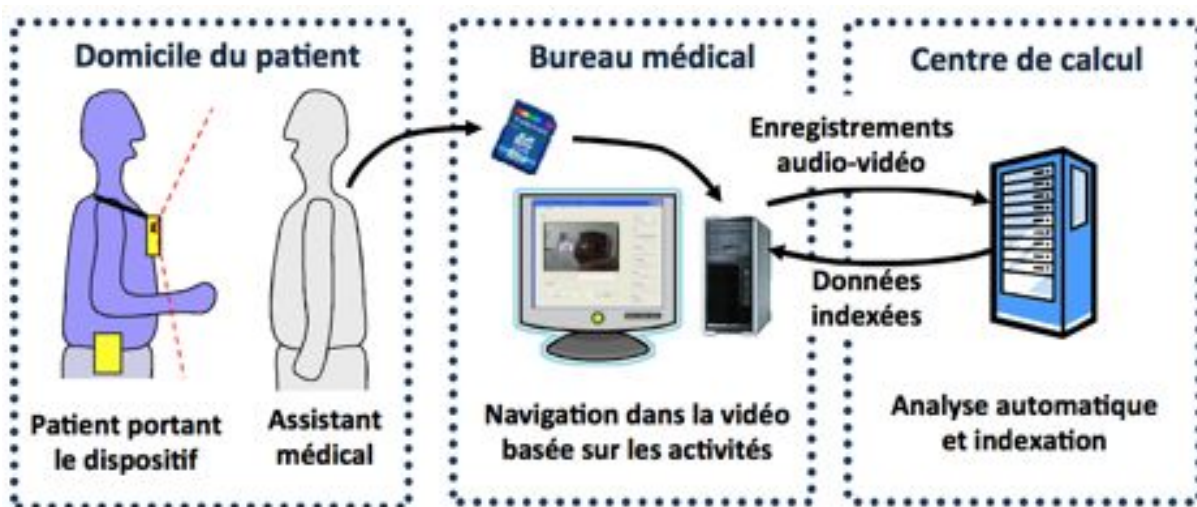 Domicile du patient
Patient portant
le dispositif
Assistant
médical
Bureau médical
Navigation dans la vidéo
basée sur les activités
Enregistrements
audio-vidéo
Données
indexées
Centre de calcul
Analyse automatique
et indexation